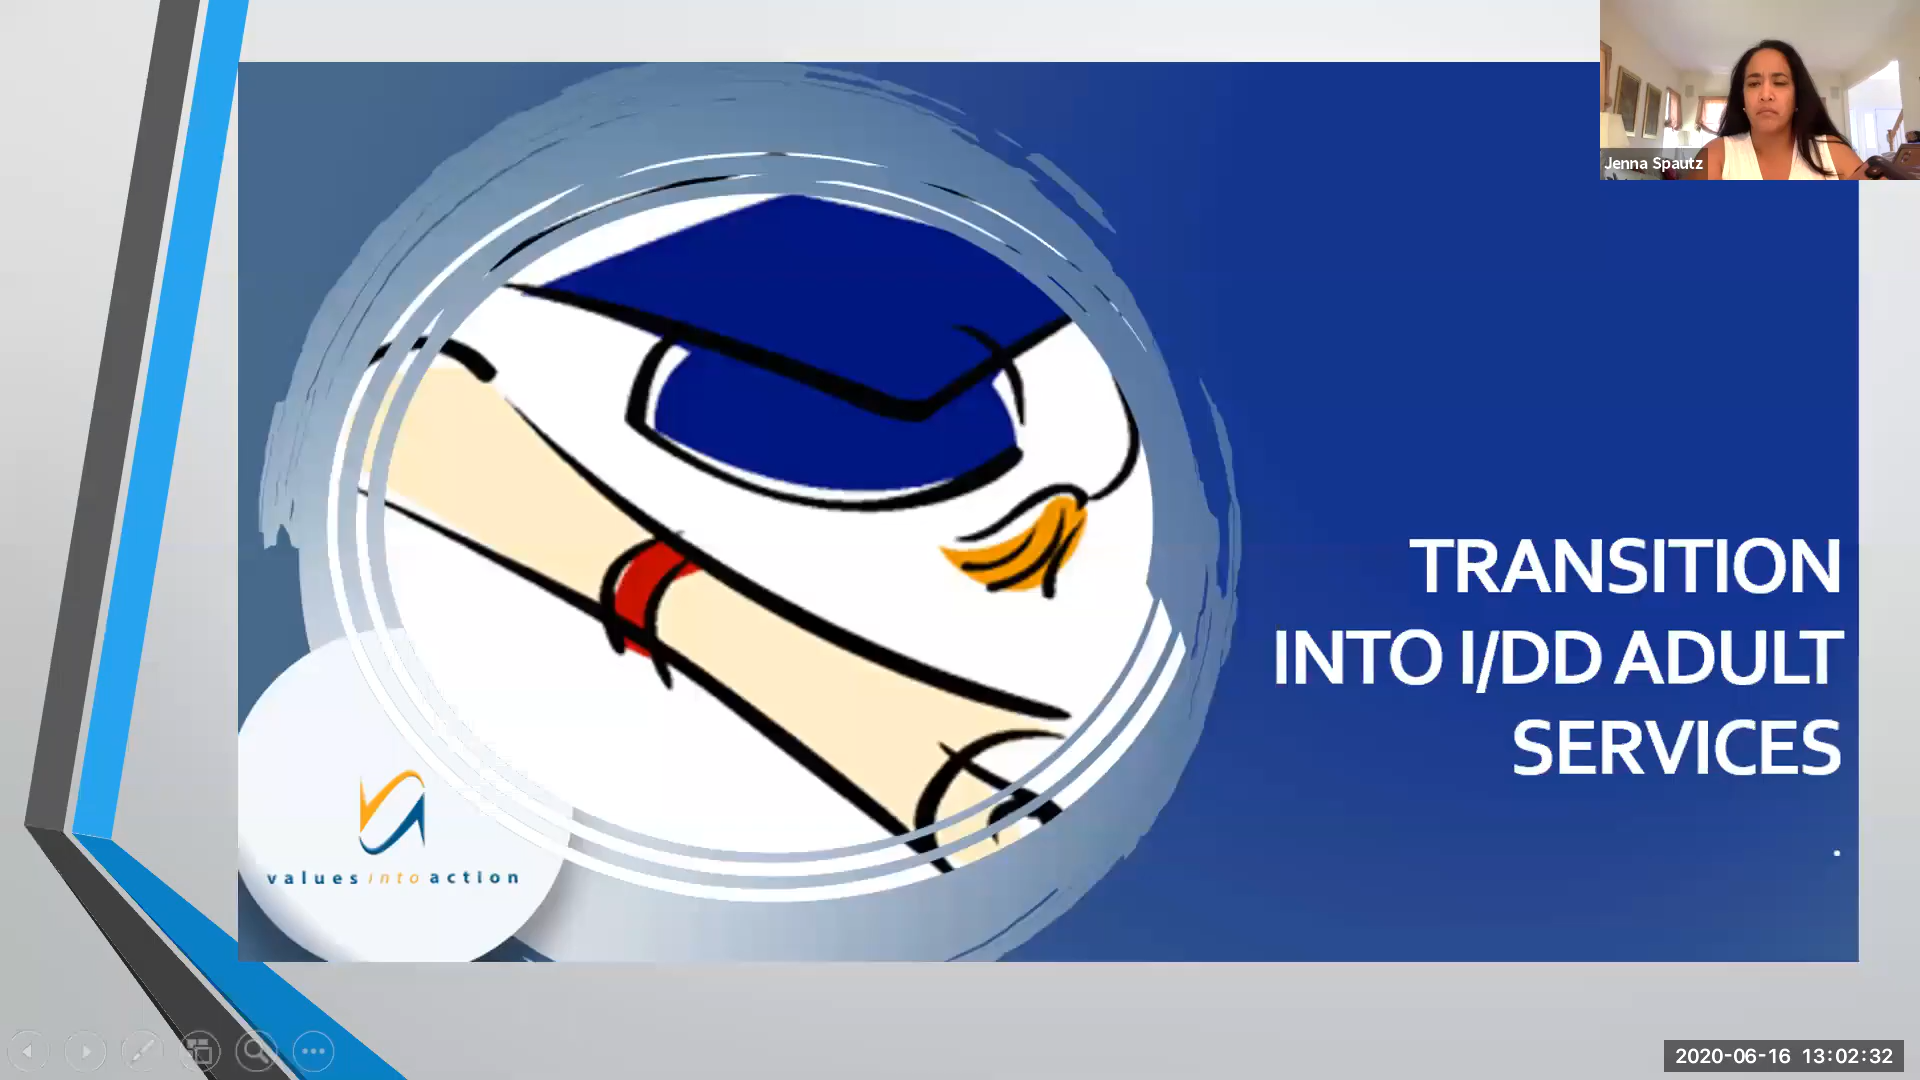 Jenna Spautz
TRANSITION
INTO I/DD ADULT
SERVICES
.
values into action
2020-06-16 13:02:32